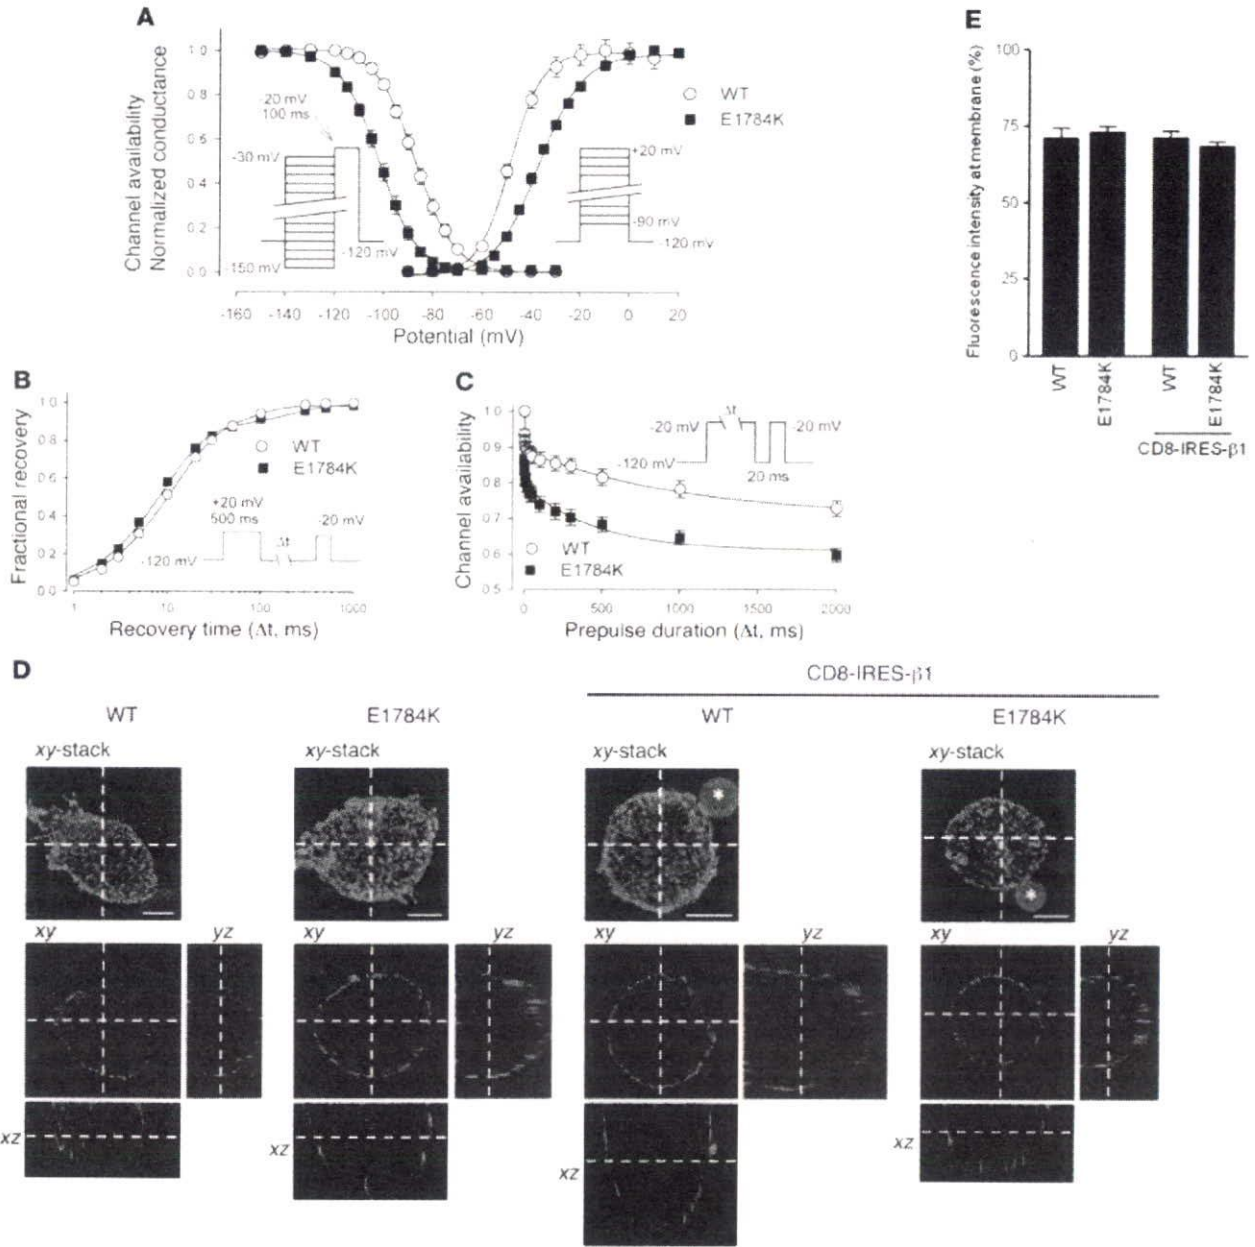 A
Channel availability
Normalized conductance
1.0
0.8
0.6
0.4
0.2
0.0
-20 mV
100 ms
-30 mV
-150 mV
-120 mV
WT
E1784K
+20 mV
-90 mV
-120 mV
-160 -140 -120 -100 -80 -60 -40 -20 0 20
Potential (mV)
E
Fluorescence intensity at membrane (%)
100
75
50
25
0
WT
E1784K
WT
E1784K
CD8-IRES-β1
B
Fractional recovery
1.0
0.8
0.6
0.4
0.2
0.0
WT
E1784K
+20 mV
500 ms
Δt
-20 mV
-120 mV
1 10 100 1000
Recovery time (Δt, ms)
C
Channel availability
1.0
0.9
0.8
0.7
0.6
0.5
Δt
-20 mV
-20 mV
-120 mV
20 ms
WT
E1784K
0 500 1000 1500 2000
Prepulse duration (Δt, ms)
D
CD8-IRES-β1
WT
E1784K
WT
E1784K
xy-stack
xy-stack
xy-stack
xy-stack
*
*
xy
yz
xy
yz
xy
yz
xy
yz
xz
xz
xz
xz